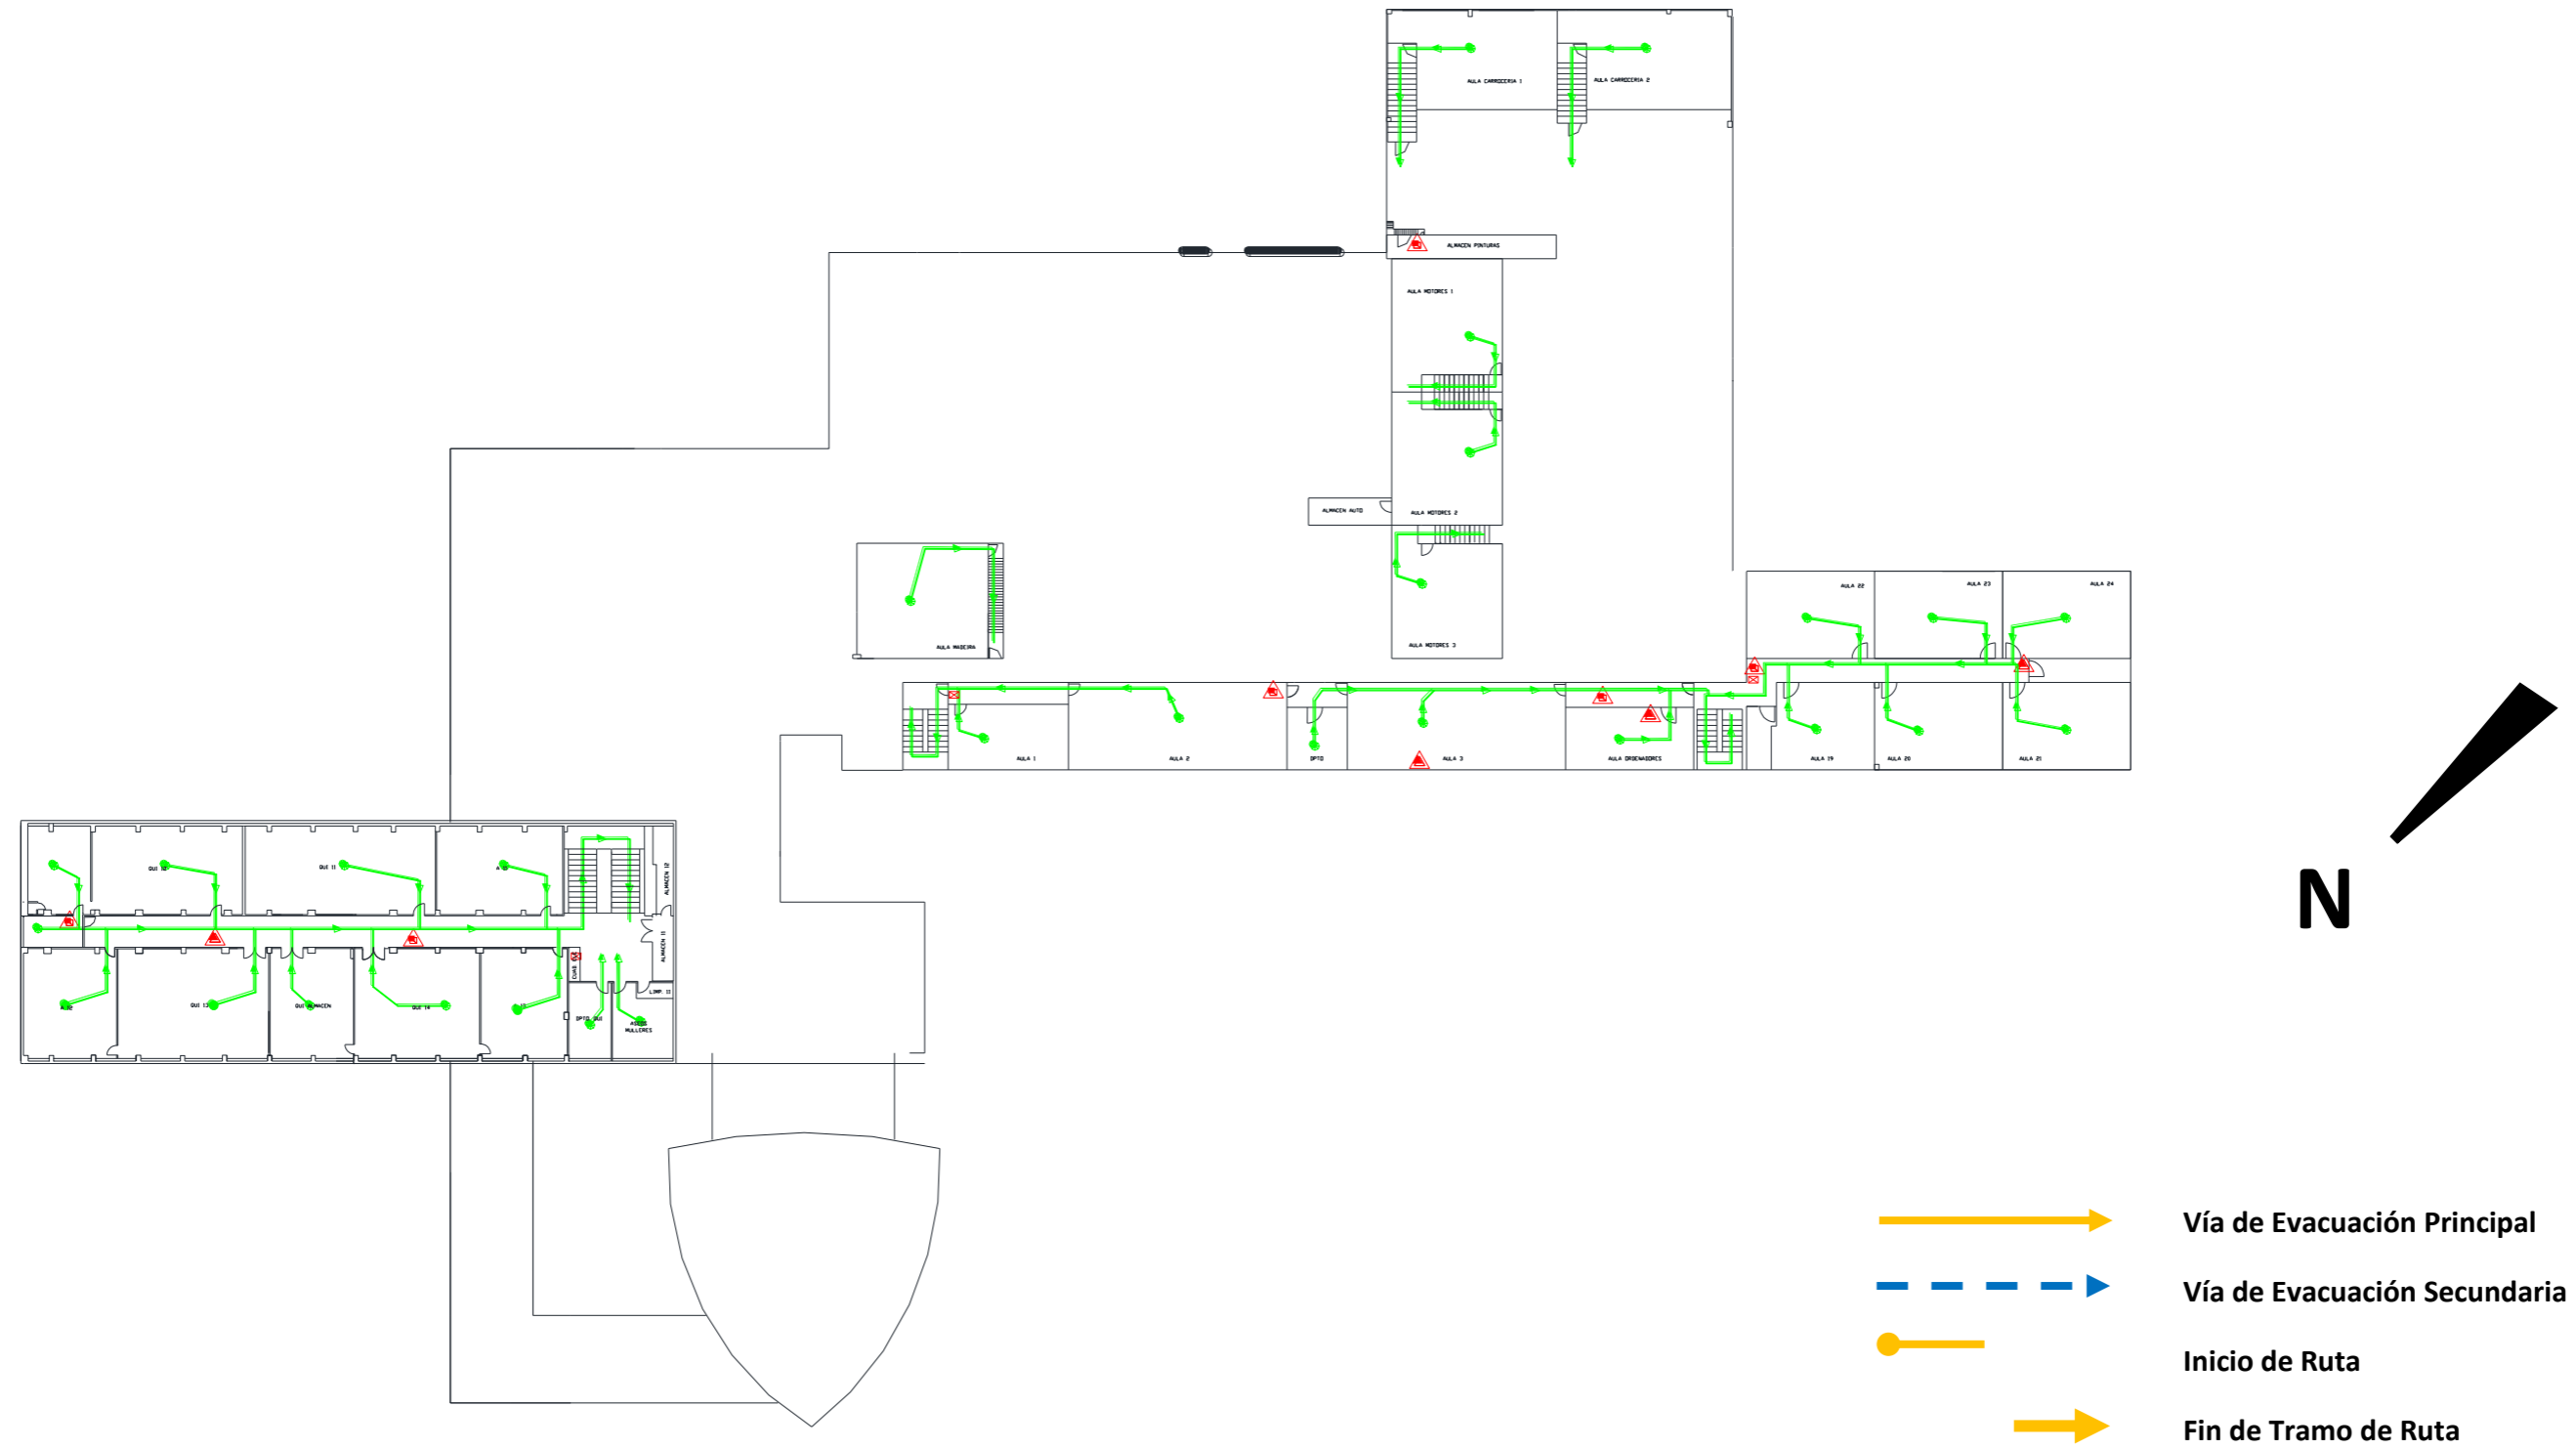 AULA CARROCERIA 1
AULA CARROCERIA 2
ALMACEN PINTURAS
AULA MOTORES 1
ALMACEN AUTO
AULA MOTORES 2
AULA MADEIRA
AULA MOTORES 3
AULA 22
AULA 23
AULA 24
AULA 1
AULA 2
DPTO
AULA 3
AULA ORDENADORES
AULA 19
AULA 20
AULA 21
QUI 11
ALMACEN 12
ALMACEN 11
A 12
QUI 13
QUI ALMACEN
QUI 14
DPTO QUI
ASEOS
MULLERES
LIMP. 11
N
Vía de Evacuación Principal
Vía de Evacuación Secundaria
Inicio de Ruta
Fin de Tramo de Ruta